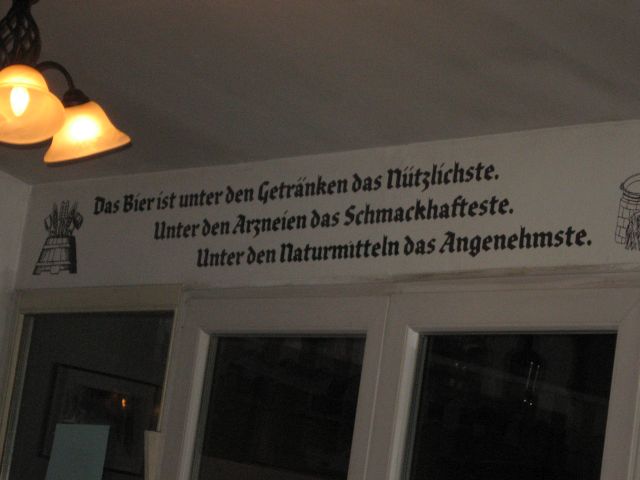 Das Bier ist unter den Getränken das Nützlichste.
Unter den Arzneien das Schmackhafteste.
Unter den Naturmitteln das Angenehmste.